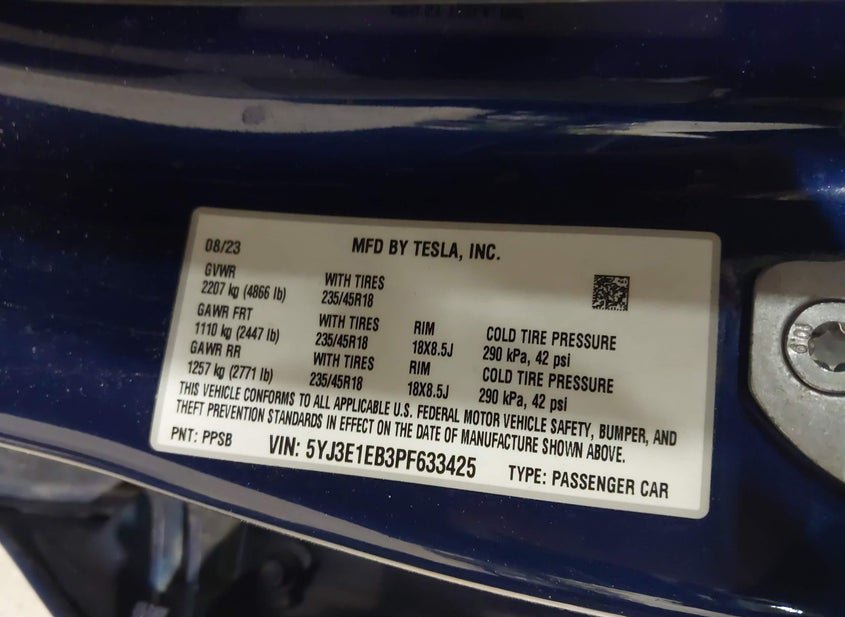 08/23 MFD BY TESLA, INC.
GVWR
2207 kg (4866 lb) WITH TIRES 235/45R18
GAWR FRT
1110 kg (2447 lb) WITH TIRES 235/45R18 RIM 18X8.5J COLD TIRE PRESSURE 290 kPa, 42 psi
GAWR RR
1257 kg (2771 lb) WITH TIRES 235/45R18 RIM 18X8.5J COLD TIRE PRESSURE 290 kPa, 42 psi
THIS VEHICLE CONFORMS TO ALL APPLICABLE U.S. FEDERAL MOTOR VEHICLE SAFETY, BUMPER, AND
THEFT PREVENTION STANDARDS IN EFFECT ON THE DATE OF MANUFACTURE SHOWN ABOVE.
PNT: PPSB VIN: 5YJ3E1EB3PF633425 TYPE: PASSENGER CAR